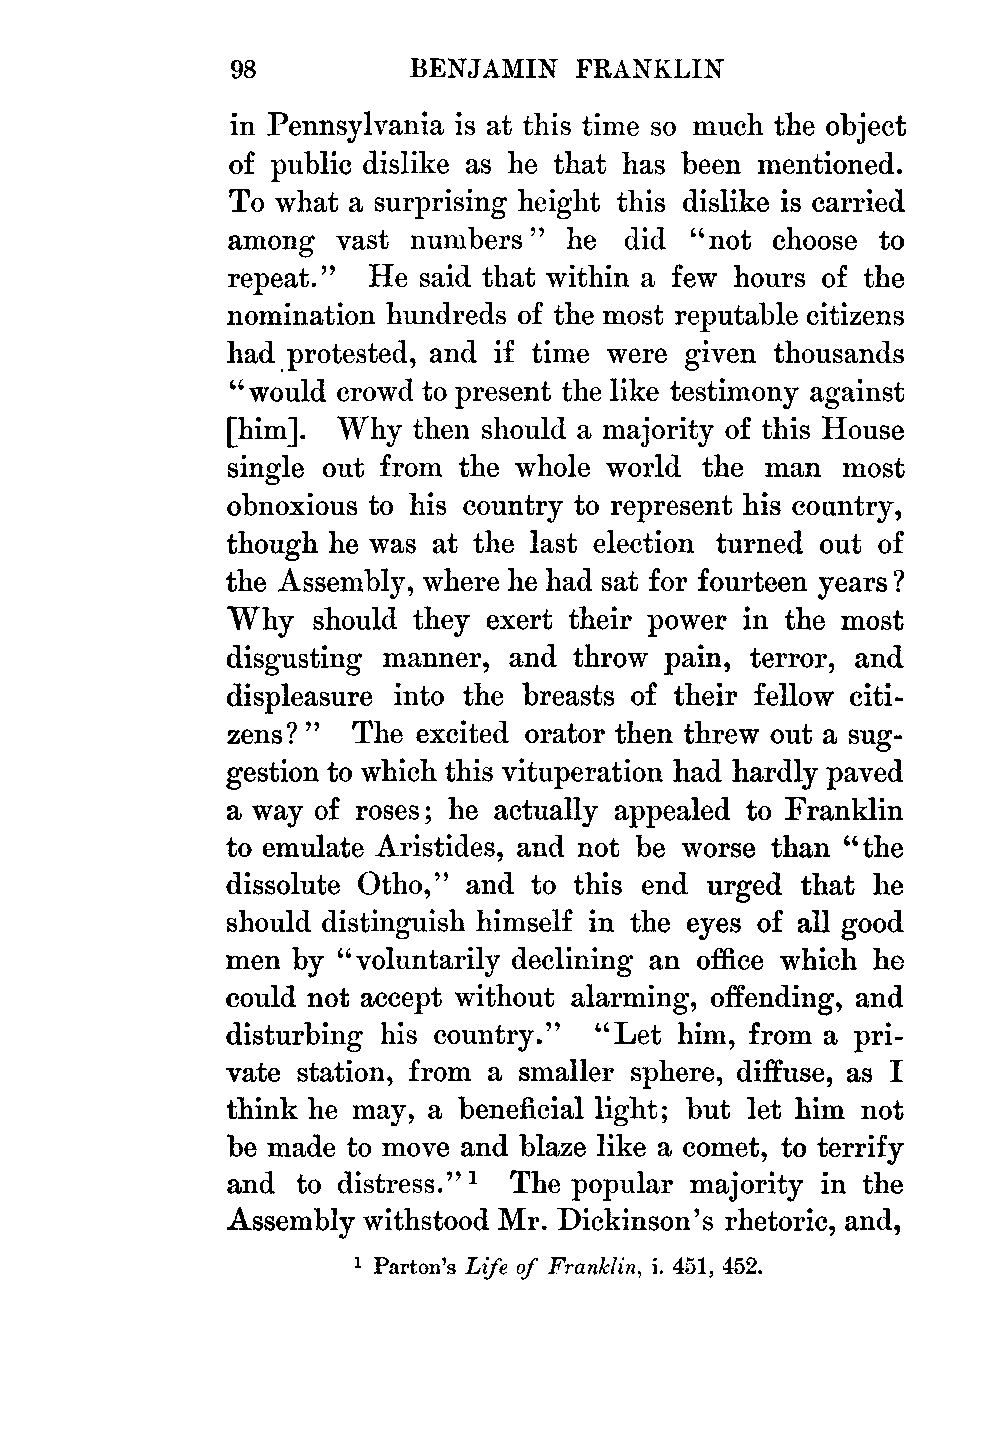 98 BENJAMIN FRANKLIN
in Pennsylvania is at this time so much the object
of public dislike as he that has been mentioned.
To what a surprising height this dislike is carried
among vast numbers” he did “not choose to
repeat.” He said that within a few hours of the
nomination hundreds of the most reputable citizens
had protested, and if time were given thousands
“would crowd to present the like testimony against
[him]. Why then should a majority of this House
single out from the whole world the man most
obnoxious to his country to represent his country,
though he was at the last election turned out of
the Assembly, where he had sat for fourteen years?
Why should they exert their power in the most
disgusting manner, and throw pain, terror, and
displeasure into the breasts of their fellow citi-
zens?” The excited orator then threw out a sug-
gestion to which this vituperation had hardly paved
a way of roses; he actually appealed to Franklin
to emulate Aristides, and not be worse than “the
dissolute Otho,” and to this end urged that he
should distinguish himself in the eyes of all good
men by “voluntarily declining an office which he
could not accept without alarming, offending, and
disturbing his country.” “Let him, from a pri-
vate station, from a smaller sphere, diffuse, as I
think he may, a beneficial light; but let him not
be made to move and blaze like a comet, to terrify
and to distress.”¹ The popular majority in the
Assembly withstood Mr. Dickinson’s rhetoric, and,
¹ Parton’s Life of Franklin, i. 451, 452.